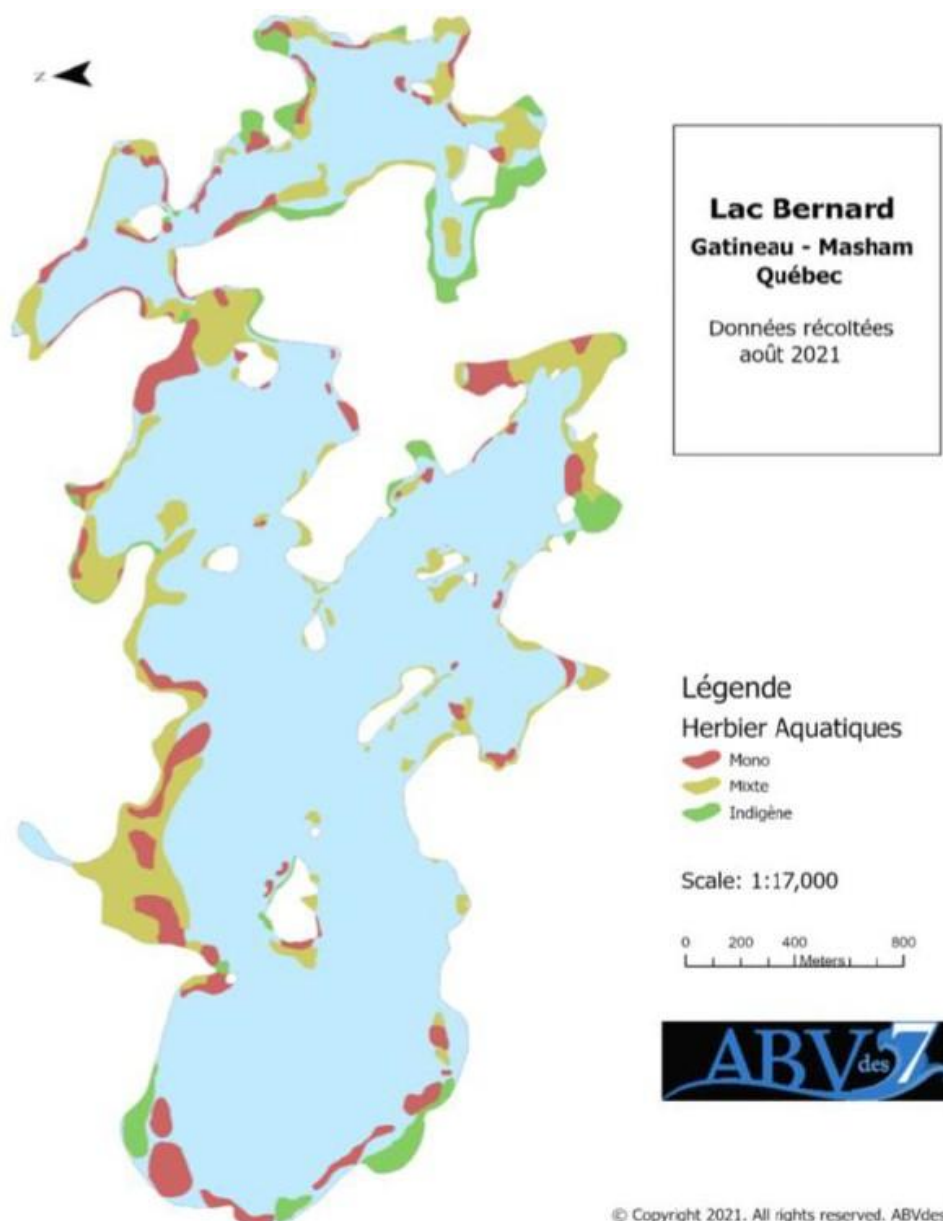 N
Lac Bernard
Gatineau - Masham
Québec
Données récoltées
août 2021
Légende
Herbier Aquatiques
Mono
Mixte
Indigène
Scale: 1:17,000
0 200 400 800
Meters
ABV des 7
© Copyright 2021. All rights reserved. ABVdes